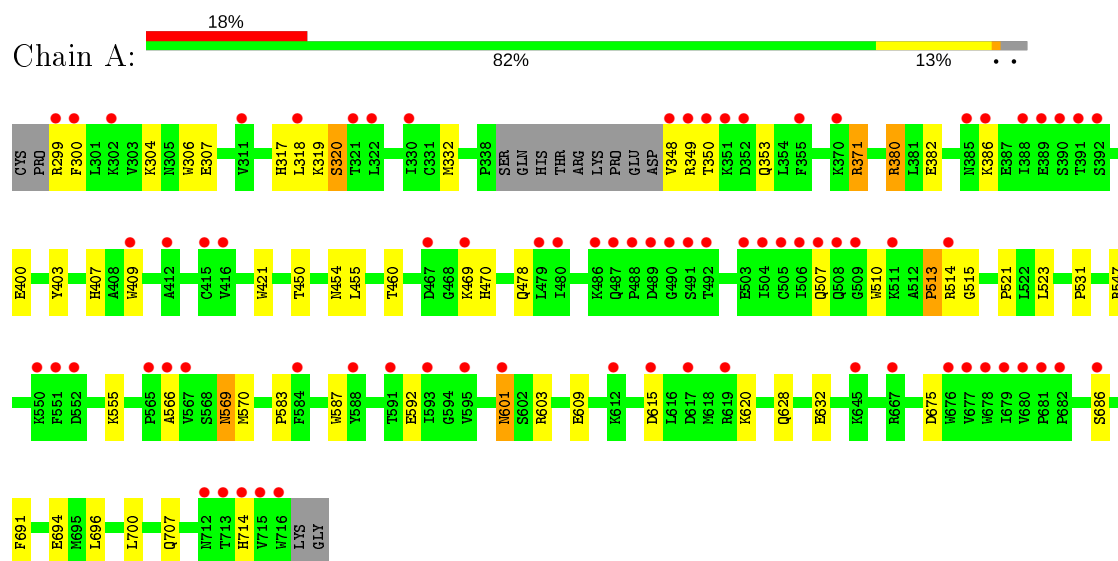 18%
Chain A:
82% 13% • •
CYS PRO R299 F300 L301 K302 V303 K304 N305 W306 E307 V311 H317 L318 K319 S320 T321 L322 I330 C331 M332 P338 SER GLN HIS THR ARG LYS PRO GLU ASP V348 R349 T350 K351 D352 Q353 L354 F355 K370 R371 R380 L381 E382 N385 K386 E387 I388 E389 S390 T391 S392
E400 Y403 H407 A408 W409 A412 C415 V416 W421 T450 N454 L455 T460 D467 G468 K469 H470 Q478 L479 I480 K486 Q487 P488 D489 G490 S491 T492 E503 I504 C505 I506 Q507 Q508 G509 W510 K511 A512 P513 R514 G515 P521 L522 L523 P531 R547
K550 F551 D552 K555 P565 A566 V567 S568 N569 M570 P583 F584 W587 Y588 T591 E592 I593 G594 V595 N601 S602 R603 E609 K612 D615 L616 D617 M618 R619 K620 Q628 E632 K645 R667 D675 W676 V677 W678 I679 V680 P681 P682 S686
F691 E694 M695 L696 L700 Q707 N712 T713 H714 V715 W716 LYS GLY